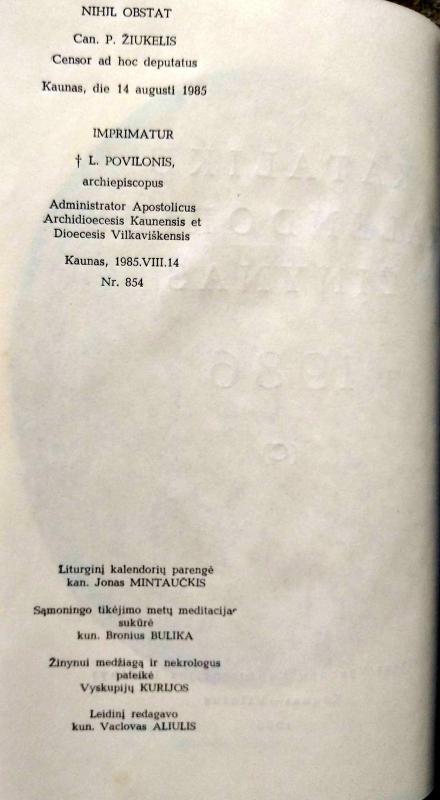 NIHIL OBSTAT
Can. P. ŽIUKELIS
Censor ad hoc deputatus
Kaunas, die 14 augusti 1985
IMPRIMATUR
† L. POVILONIS,
archiepiscopus
Administrator Apostolicus
Archidioecesis Kaunensis et
Dioecesis Vilkaviškensis
Kaunas, 1985.VIII.14
Nr. 854
Liturginį kalendorių parengė
kan. Jonas MINTAUČKIS
Sąmoningo tikėjimo metų meditacijas
sukūrė
kun. Bronius BULIKA
Žinynui medžiagą ir nekrologus
pateikė
Vyskupijų KURIJOS
Leidinį redagavo
kun. Vaclovas ALIULIS